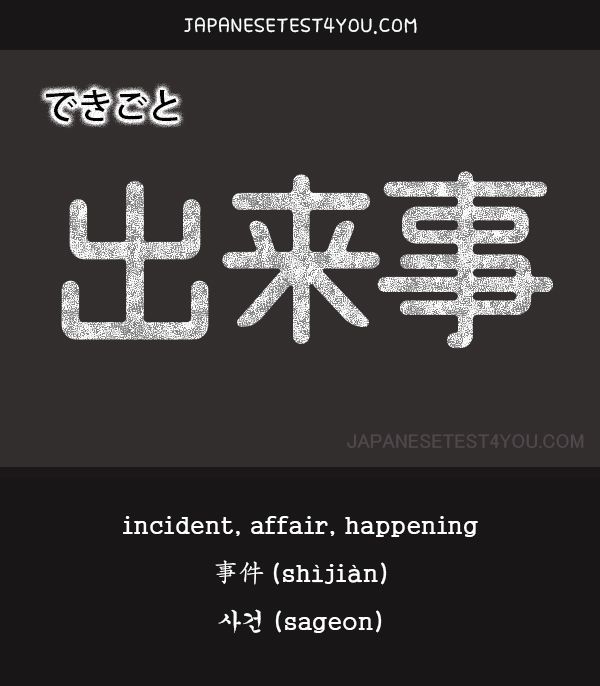 JAPANESETEST4YOU.COM
できごと
出来事
JAPANESETEST4YOU.COM
incident, affair, happening
事件 (shìjiàn)
사건 (sageon)